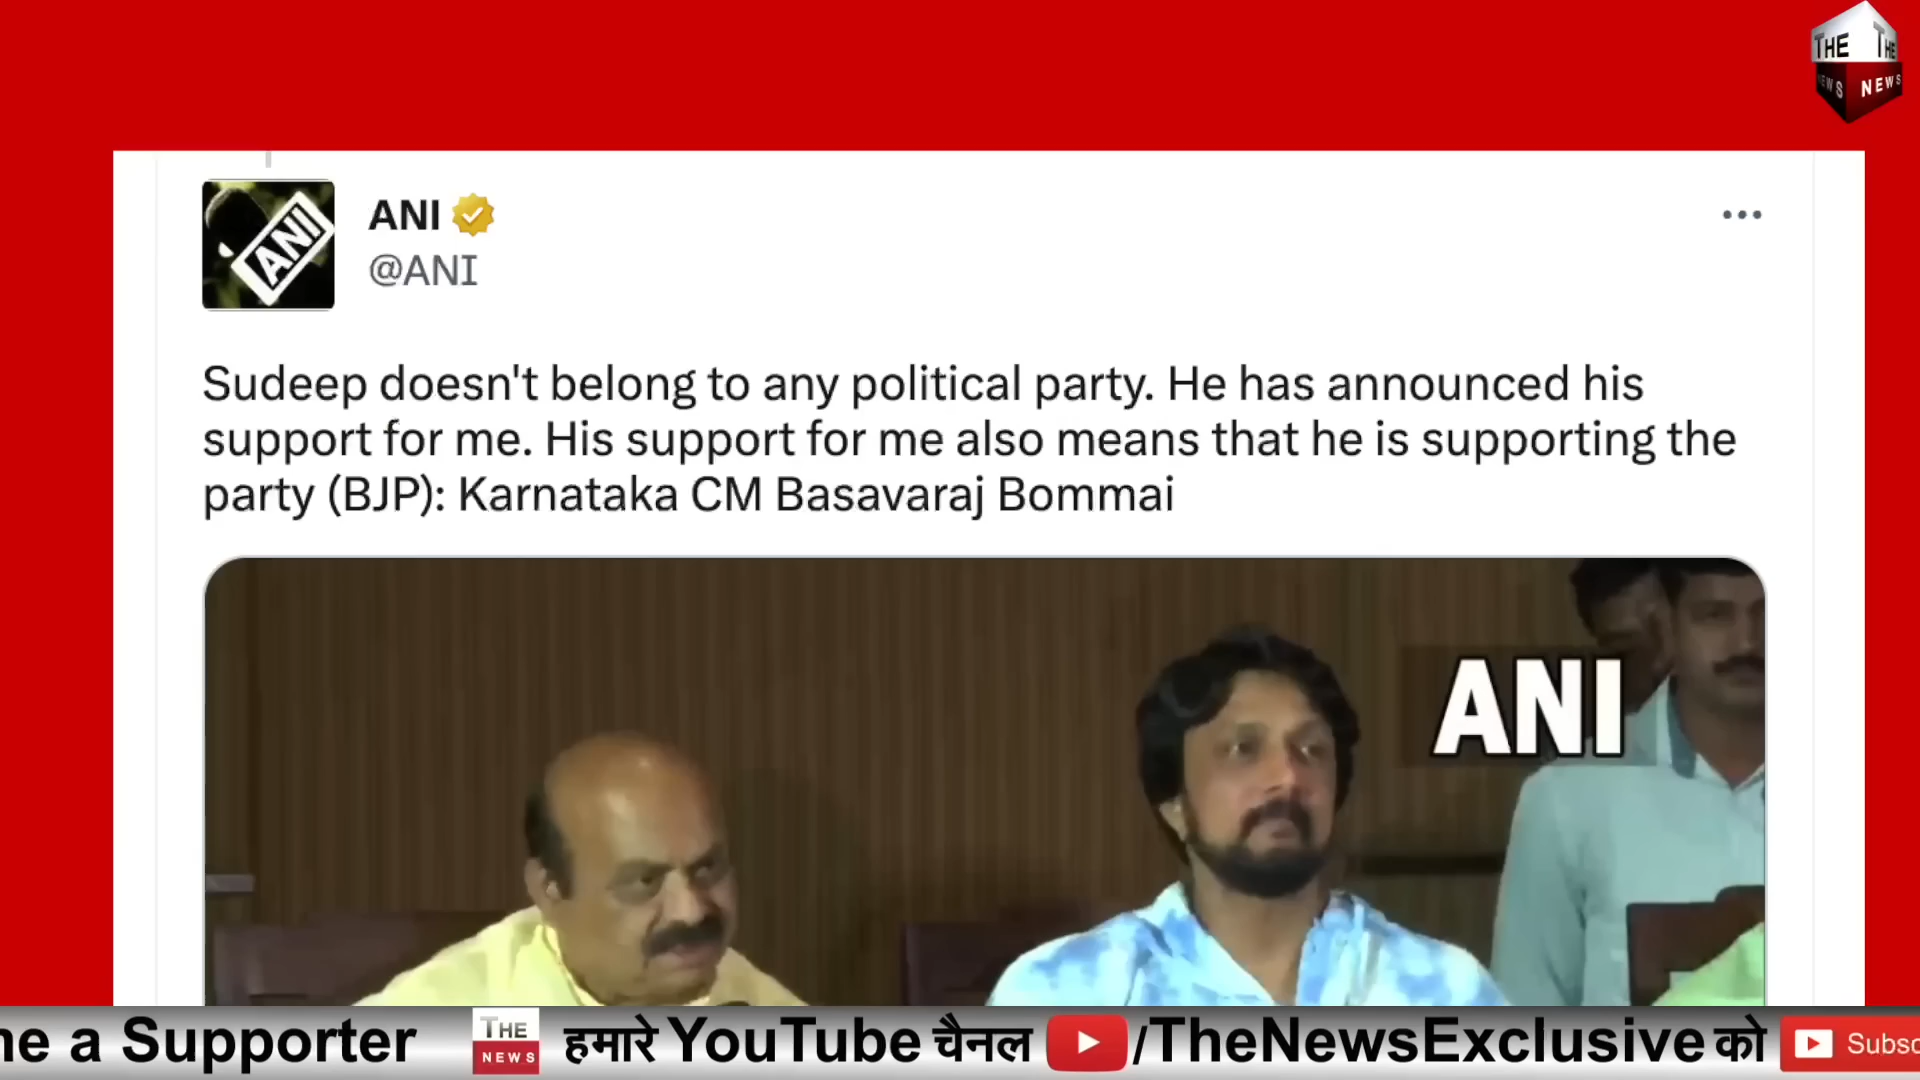 THE THE
NEWS NEWS
ANI
ANI
@ANI
Sudeep doesn't belong to any political party. He has announced his
support for me. His support for me also means that he is supporting the
party (BJP): Karnataka CM Basavaraj Bommai
ANI
a Supporter THE NEWS हमारे YouTube चैनल /TheNewsExclusive को